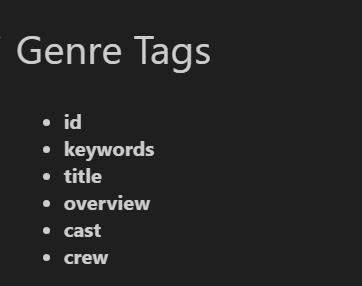 Genre Tags
id
keywords
title
overview
cast
crew